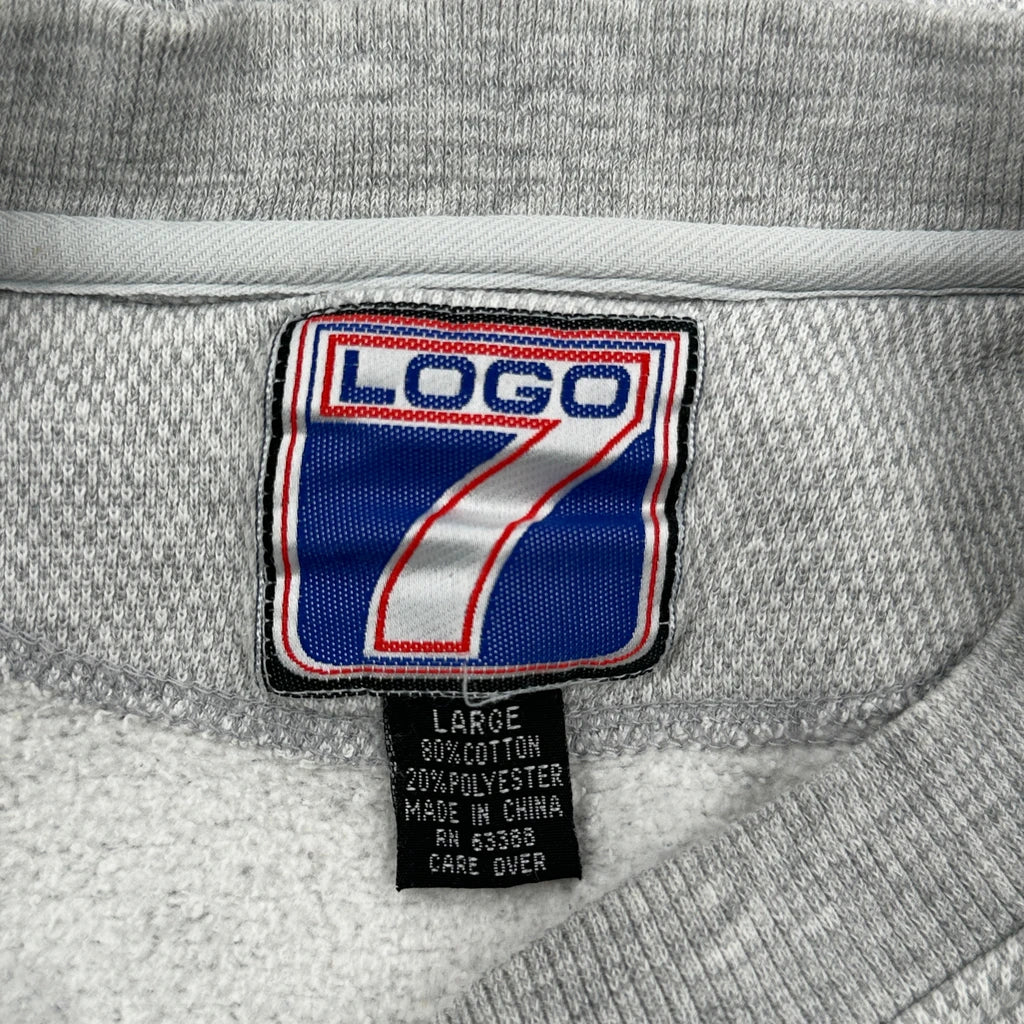 LOGO
7
LARGE
80%COTTON
20%POLYESTER
MADE IN CHINA
RN 63388
CARE OVER